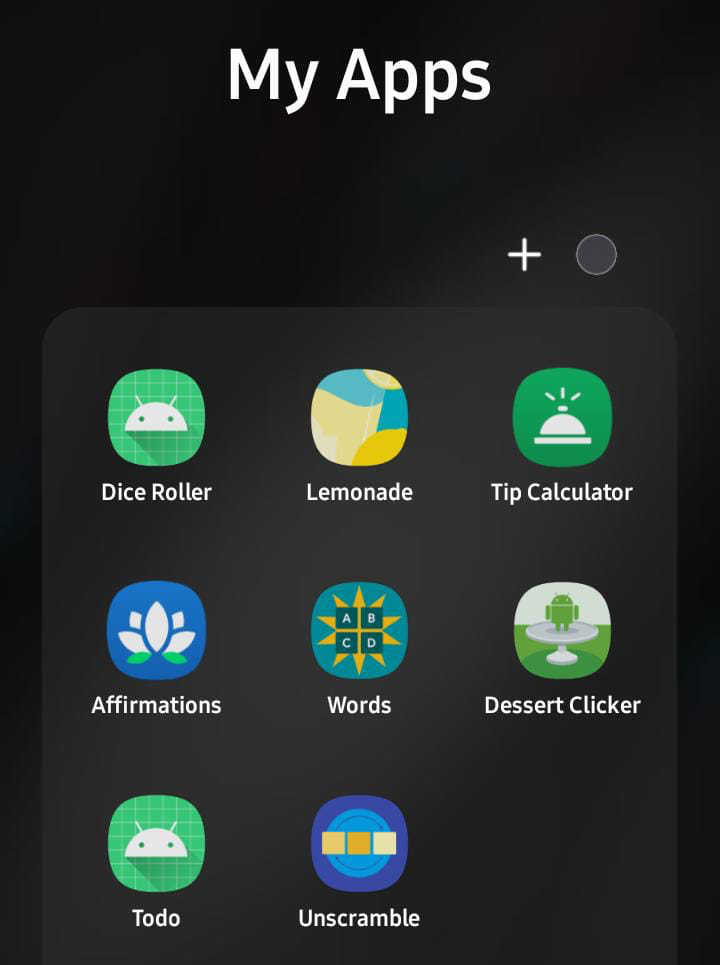 My Apps
Dice Roller
Lemonade
Tip Calculator
A B
C D
Affirmations
Words
Dessert Clicker
Todo
Unscramble